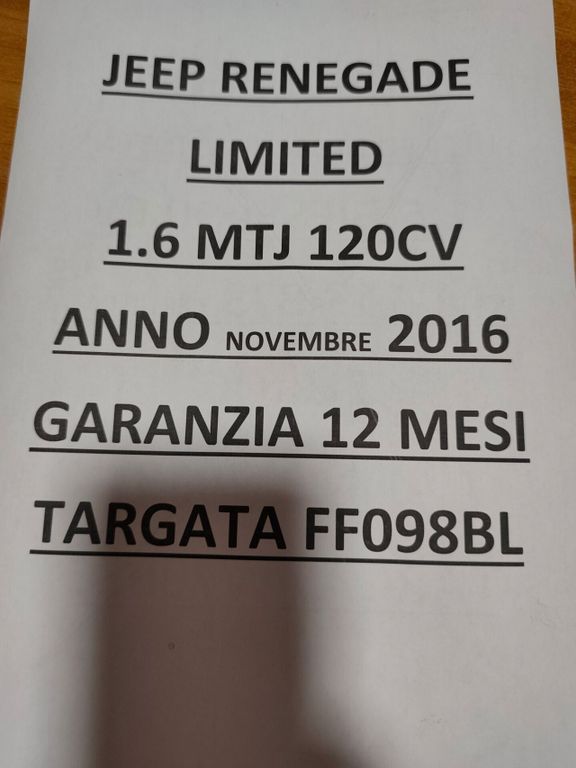 JEEP RENEGADE
LIMITED
1.6 MTJ 120CV
ANNO NOVEMBRE 2016
GARANZIA 12 MESI
TARGATA FF098BL